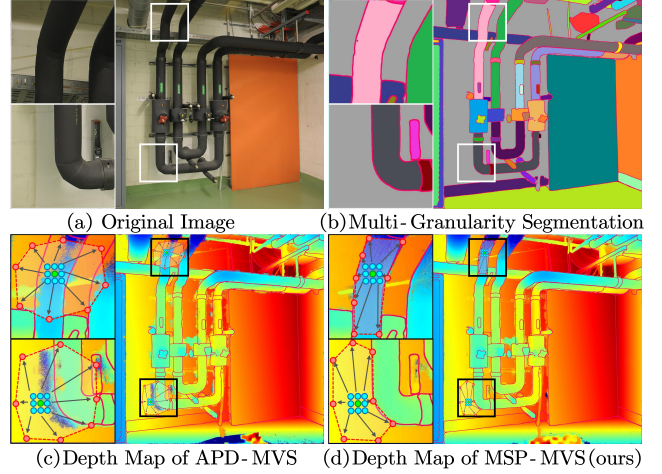 (a) Original Image
(b) Multi-Granularity Segmentation
(c) Depth Map of APD-MVS
(d) Depth Map of MSP-MVS(ours)